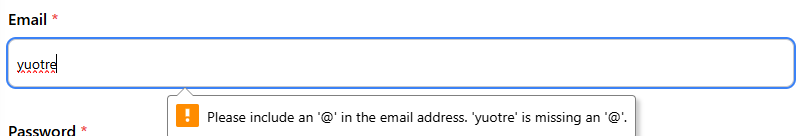 Email *
yuotre
Please include an '@' in the email address. 'yuotre' is missing an '@'.
Password *